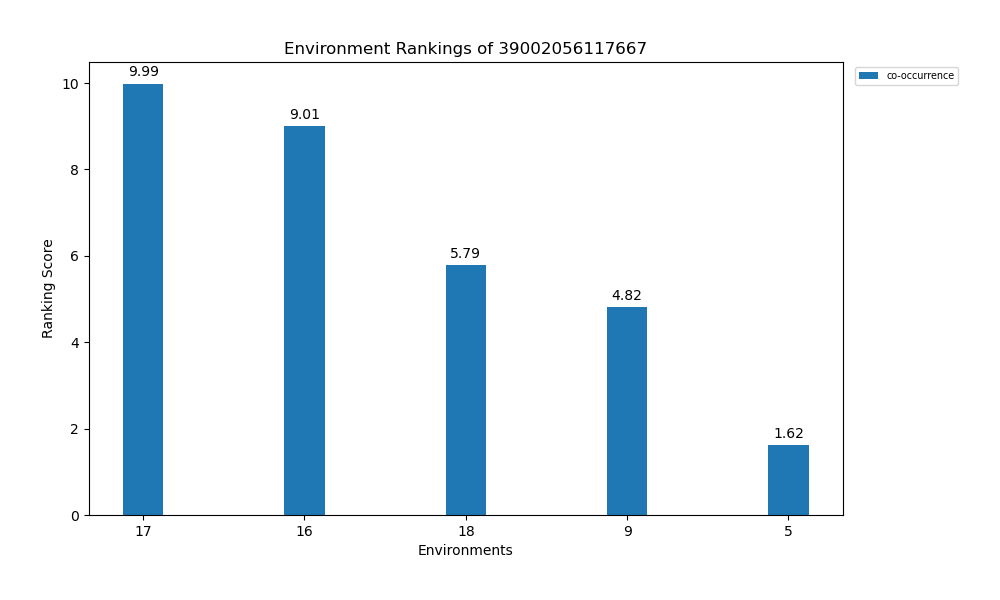 Environment Rankings of 39002056117667
co-occurrence
Ranking Score
10
8
6
4
2
0
9.99
9.01
5.79
4.82
1.62
17 16 18 9 5
Environments